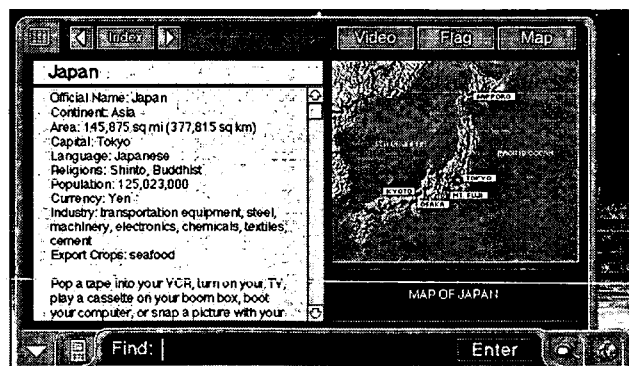 Index
Video
Flag
Map
Japan
Official Name: Japan
Continent: Asia
Area: 145,875 sq mi (377,815 sq km)
Capital: Tokyo
Language: Japanese
Religions: Shinto, Buddhist
Population: 125,023,000
Currency: Yen
Industry: transportation equipment, steel,
machinery, electronics, chemicals, textiles,
cement
Export Crops: seafood
Pop a tape into your VCR, turn on your TV,
play a cassette on your boom box, boot
your computer, or snap a picture with your
SAPPORO
TOKYO
KYOTO
MT FUJI
OSAKA
MAP OF JAPAN
Find:
Enter